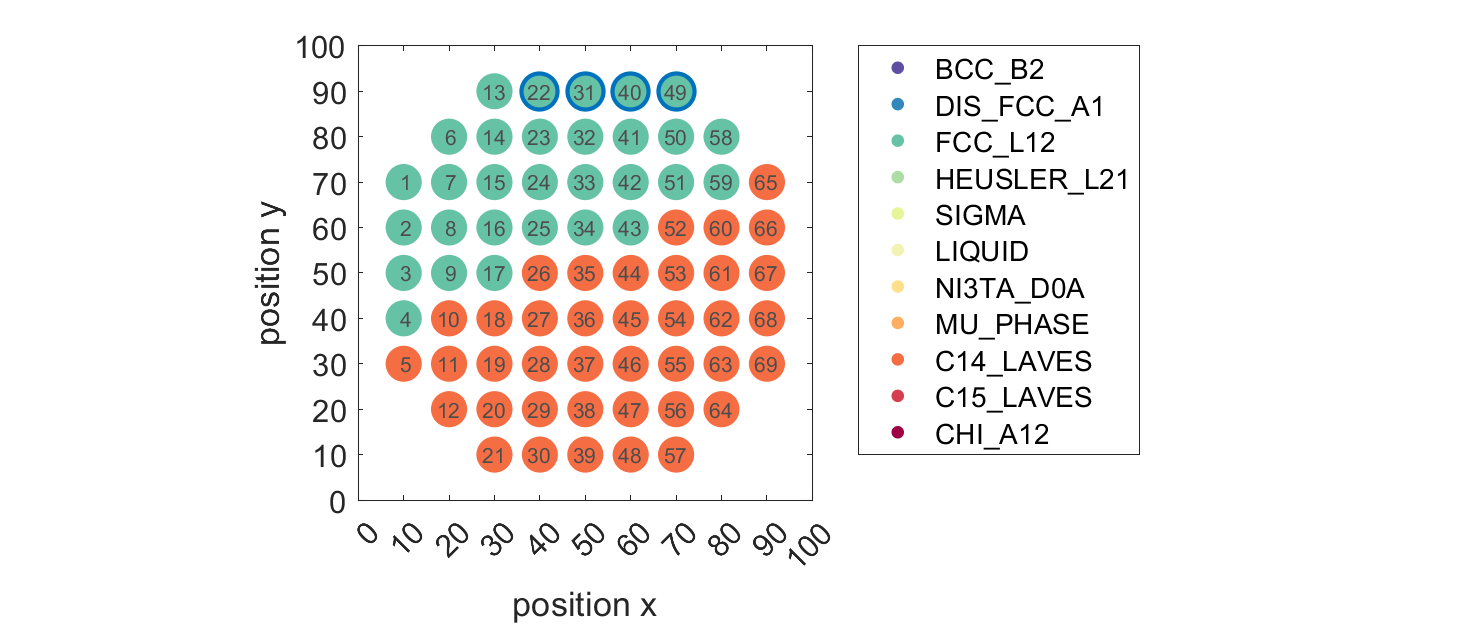 100
90 13 22 31 40 49
80 6 14 23 32 41 50 58
70 1 7 15 24 33 42 51 59 65
60 2 8 16 25 34 43 52 60 66
50 3 9 17 26 35 44 53 61 67
40 4 10 18 27 36 45 54 62 68
30 5 11 19 28 37 46 55 63 69
20 12 20 29 38 47 56 64
10 21 30 39 48 57
0
0 10 20 30 40 50 60 70 80 90 100
position x
position y
BCC_B2
DIS_FCC_A1
FCC_L12
HEUSLER_L21
SIGMA
LIQUID
NI3TA_D0A
MU_PHASE
C14_LAVES
C15_LAVES
CHI_A12